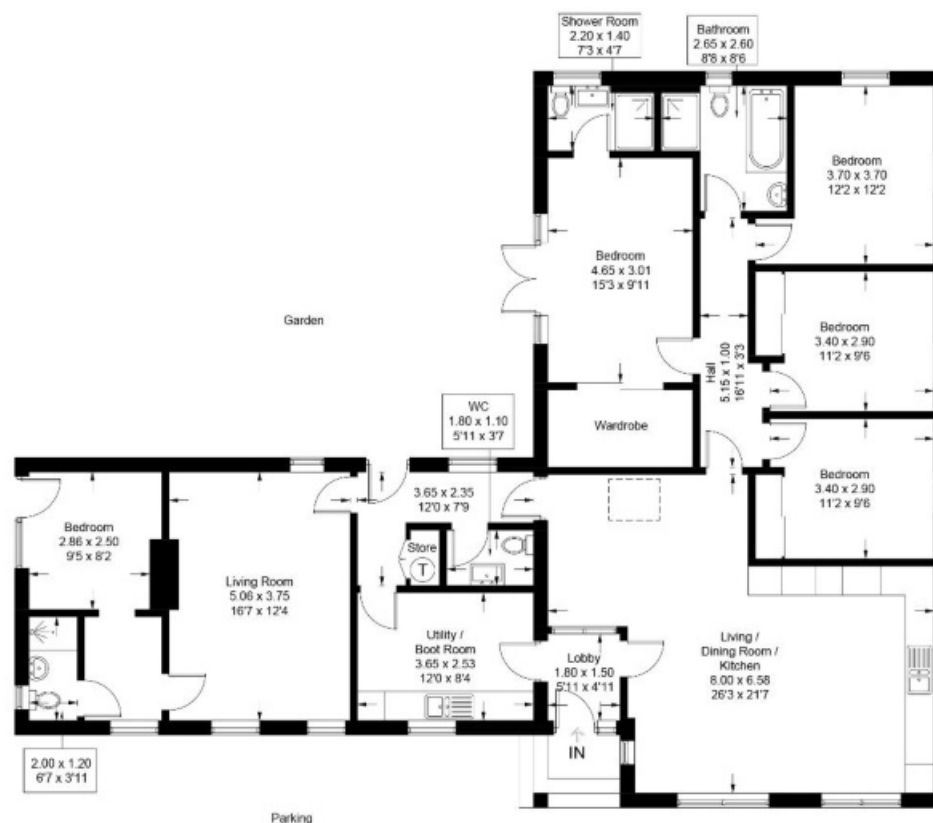 Shower Room
2.20 x 1.40
7'3 x 4'7
Bathroom
2.65 x 2.60
8'8 x 8'6
Bedroom
3.70 x 3.70
12'2 x 12'2
Bedroom
4.65 x 3.01
15'3 x 9'11
Garden
Bedroom
3.40 x 2.90
11'2 x 9'6
Hall
5.15 x 1.00
16'11 x 3'3
WC
1.80 x 1.10
5'11 x 3'7
Wardrobe
Bedroom
3.40 x 2.90
11'2 x 9'6
3.65 x 2.35
12'0 x 7'9
Bedroom
2.86 x 2.50
9'5 x 8'2
Store
T
Living Room
5.06 x 3.75
16'7 x 12'4
Utility /
Boot Room
3.65 x 2.53
12'0 x 8'4
Lobby
1.80 x 1.50
5'11 x 4'11
Living /
Dining Room /
Kitchen
8.00 x 6.58
26'3 x 21'7
IN
2.00 x 1.20
6'7 x 3'11
Parking